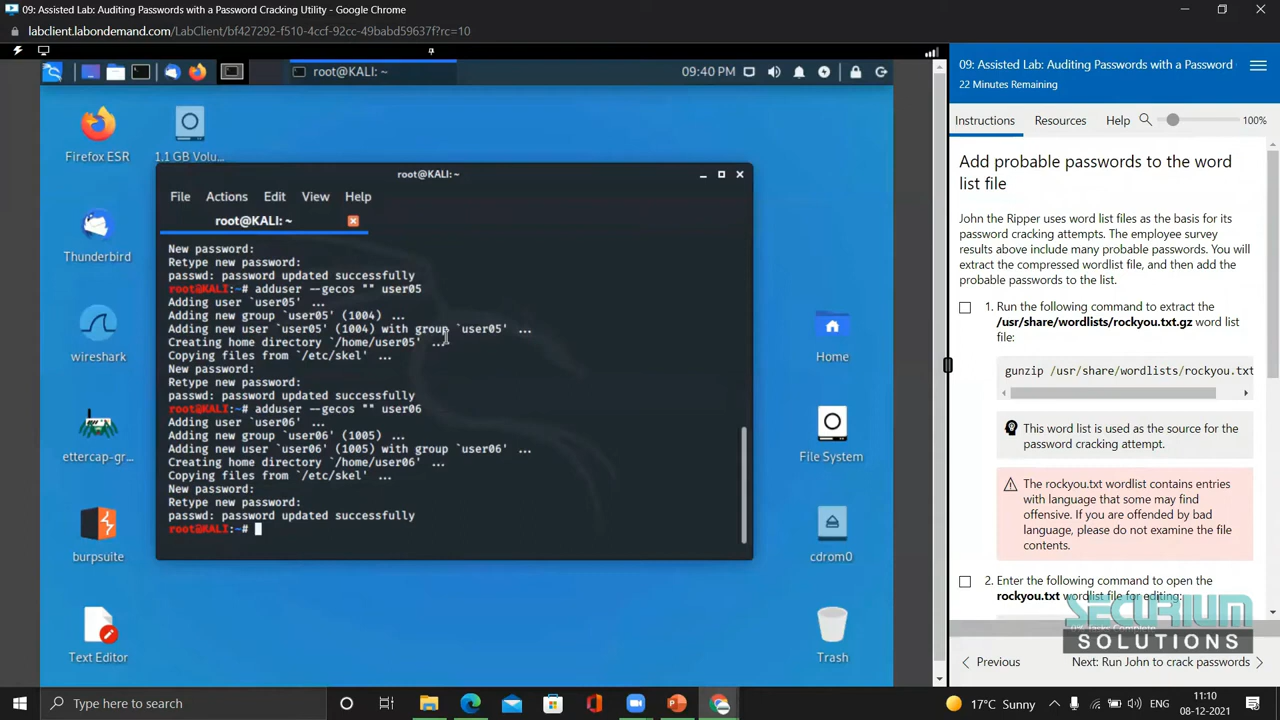 09: Assisted Lab: Auditing Passwords with a Password Cracking Utility - Google Chrome
labclient.labondemand.com/LabClient/bf427292-f510-4ccf-92cc-49babd59637f?rc=10
root@KALI: ~
09:40 PM
Firefox ESR
1.1 GB Volu...
Thunderbird
wireshark
ettercap-gr...
burpsuite
Text Editor
Home
File System
cdrom0
Trash
root@KALI:~
File Actions Edit View Help
root@KALI: ~
New password:
Retype new password:
passwd: password updated successfully
root@KALI:~# adduser --gecos "" user05
Adding user `user05' ...
Adding new group `user05' (1004) ...
Adding new user `user05' (1004) with group `user05' ...
Creating home directory `/home/user05' ...
Copying files from `/etc/skel' ...
New password:
Retype new password:
passwd: password updated successfully
root@KALI:~# adduser --gecos "" user06
Adding user `user06' ...
Adding new group `user06' (1005) ...
Adding new user `user06' (1005) with group `user06' ...
Creating home directory `/home/user06' ...
Copying files from `/etc/skel' ...
New password:
Retype new password:
passwd: password updated successfully
root@KALI:~#
09: Assisted Lab: Auditing Passwords with a Password
22 Minutes Remaining
Instructions Resources Help 100%
Add probable passwords to the word
list file
John the Ripper uses word list files as the basis for its
password cracking attempts. The employee survey
results above include many probable passwords. You will
extract the compressed wordlist file, and then add the
probable passwords to the list.
1. Run the following command to extract the
/usr/share/wordlists/rockyou.txt.gz word list
file:
gunzip /usr/share/wordlists/rockyou.txt
This word list is used as the source for the
password cracking attempt.
The rockyou.txt wordlist contains entries
with language that some may find
offensive. If you are offended by bad
language, please do not examine the file
contents.
2. Enter the following command to open the
rockyou.txt wordlist file for editing:
Tasks Complete
SECURIUM
SOLUTIONS
Previous Next: Run John to crack passwords
Type here to search
17°C Sunny
ENG
11:10
08-12-2021